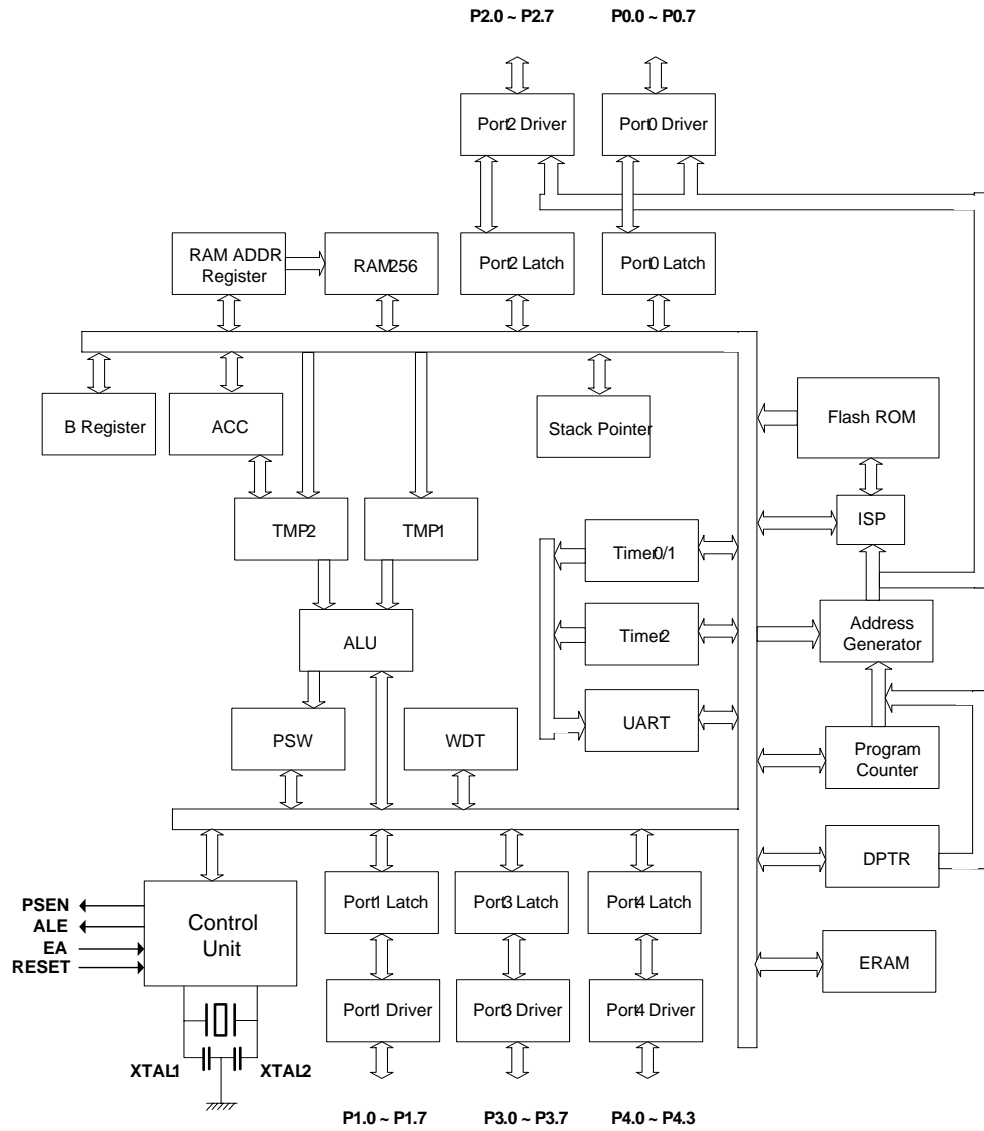 P2.0 ~ P2.7
P0.0 ~ P0.7
Port2 Driver
Port0 Driver
RAM ADDR
Register
RAM256
Port2 Latch
Port0 Latch
B Register
ACC
Stack Pointer
Flash ROM
TMP2
TMP1
ISP
Timer0/1
ALU
Timer2
Address
Generator
PSW
WDT
UART
Program
Counter
DPTR
PSEN
ALE
EA
RESET
Control
Unit
Port1 Latch
Port3 Latch
Port4 Latch
ERAM
Port1 Driver
Port3 Driver
Port4 Driver
XTAL1
XTAL2
P1.0 ~ P1.7
P3.0 ~ P3.7
P4.0 ~ P4.3